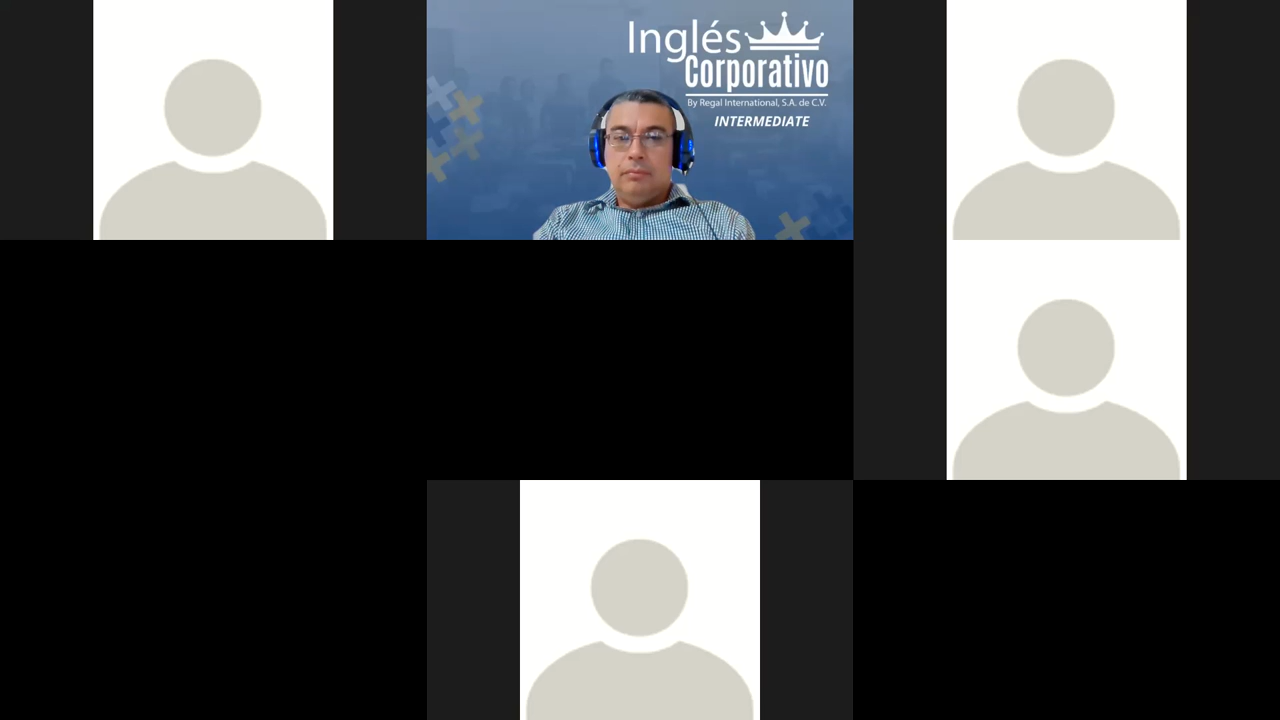 Inglés
Corporativo
By Regal International, S.A. de C.V.
INTERMEDIATE